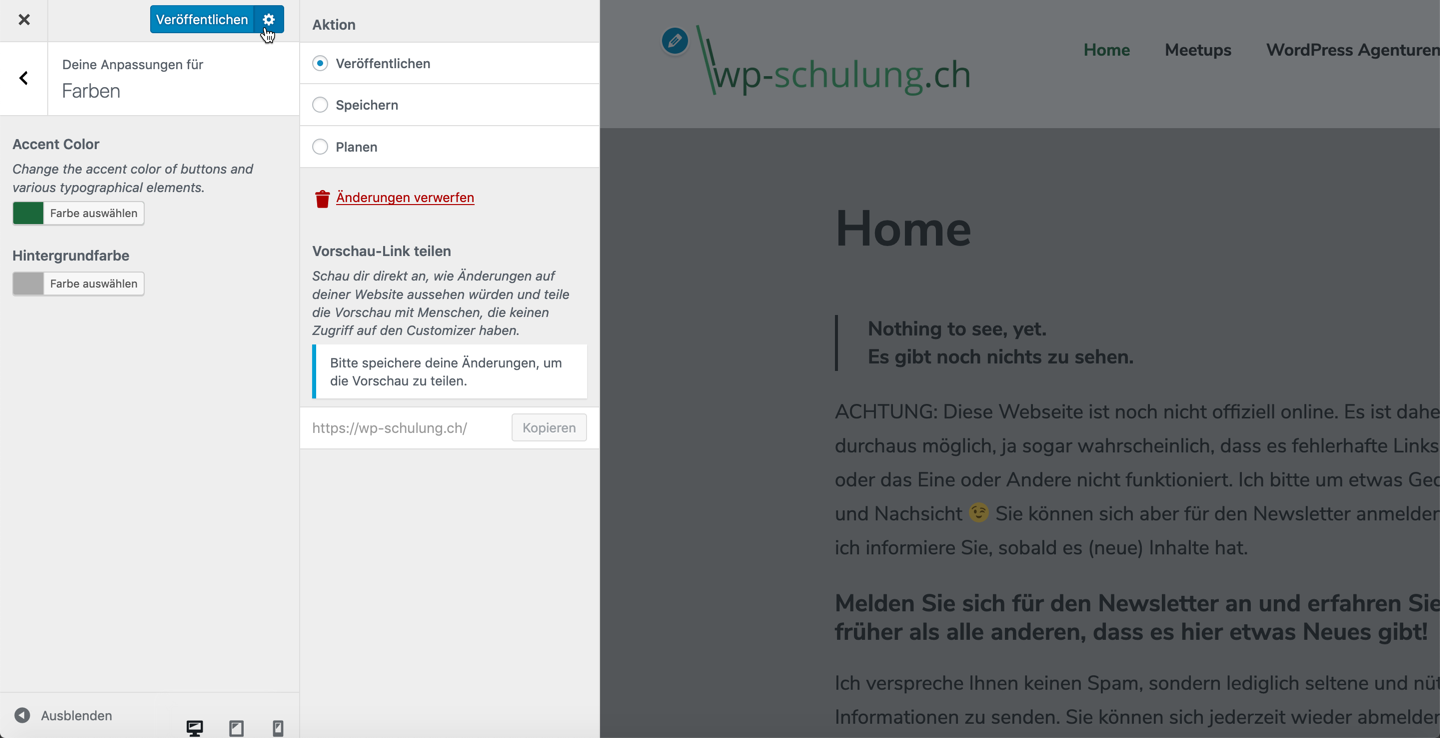 Veröffentlichen
Deine Anpassungen für
Farben
Accent Color
Change the accent color of buttons and
various typographical elements.
Farbe auswählen
Hintergrundfarbe
Farbe auswählen
Ausblenden
Aktion
Veröffentlichen
Speichern
Planen
Änderungen verwerfen
Vorschau-Link teilen
Schau dir direkt an, wie Änderungen auf
deiner Website aussehen würden und teile
die Vorschau mit Menschen, die keinen
Zugriff auf den Customizer haben.
Bitte speichere deine Änderungen, um
die Vorschau zu teilen.
https://wp-schulung.ch/ Kopieren
wp-schulung.ch
Home Meetups WordPress Agenturen
Home
Nothing to see, yet.
Es gibt noch nichts zu sehen.
ACHTUNG: Diese Webseite ist noch nicht offiziell online. Es ist dahe
durchaus möglich, ja sogar wahrscheinlich, dass es fehlerhafte Links
oder das Eine oder Andere nicht funktioniert. Ich bitte um etwas Ged
und Nachsicht 😉 Sie können sich aber für den Newsletter anmelden
ich informiere Sie, sobald es (neue) Inhalte hat.
Melden Sie sich für den Newsletter an und erfahren Sie
früher als alle anderen, dass es hier etwas Neues gibt!
Ich verspreche Ihnen keinen Spam, sondern lediglich seltene und nüt
Informationen zu senden. Sie können sich jederzeit wieder abmelden